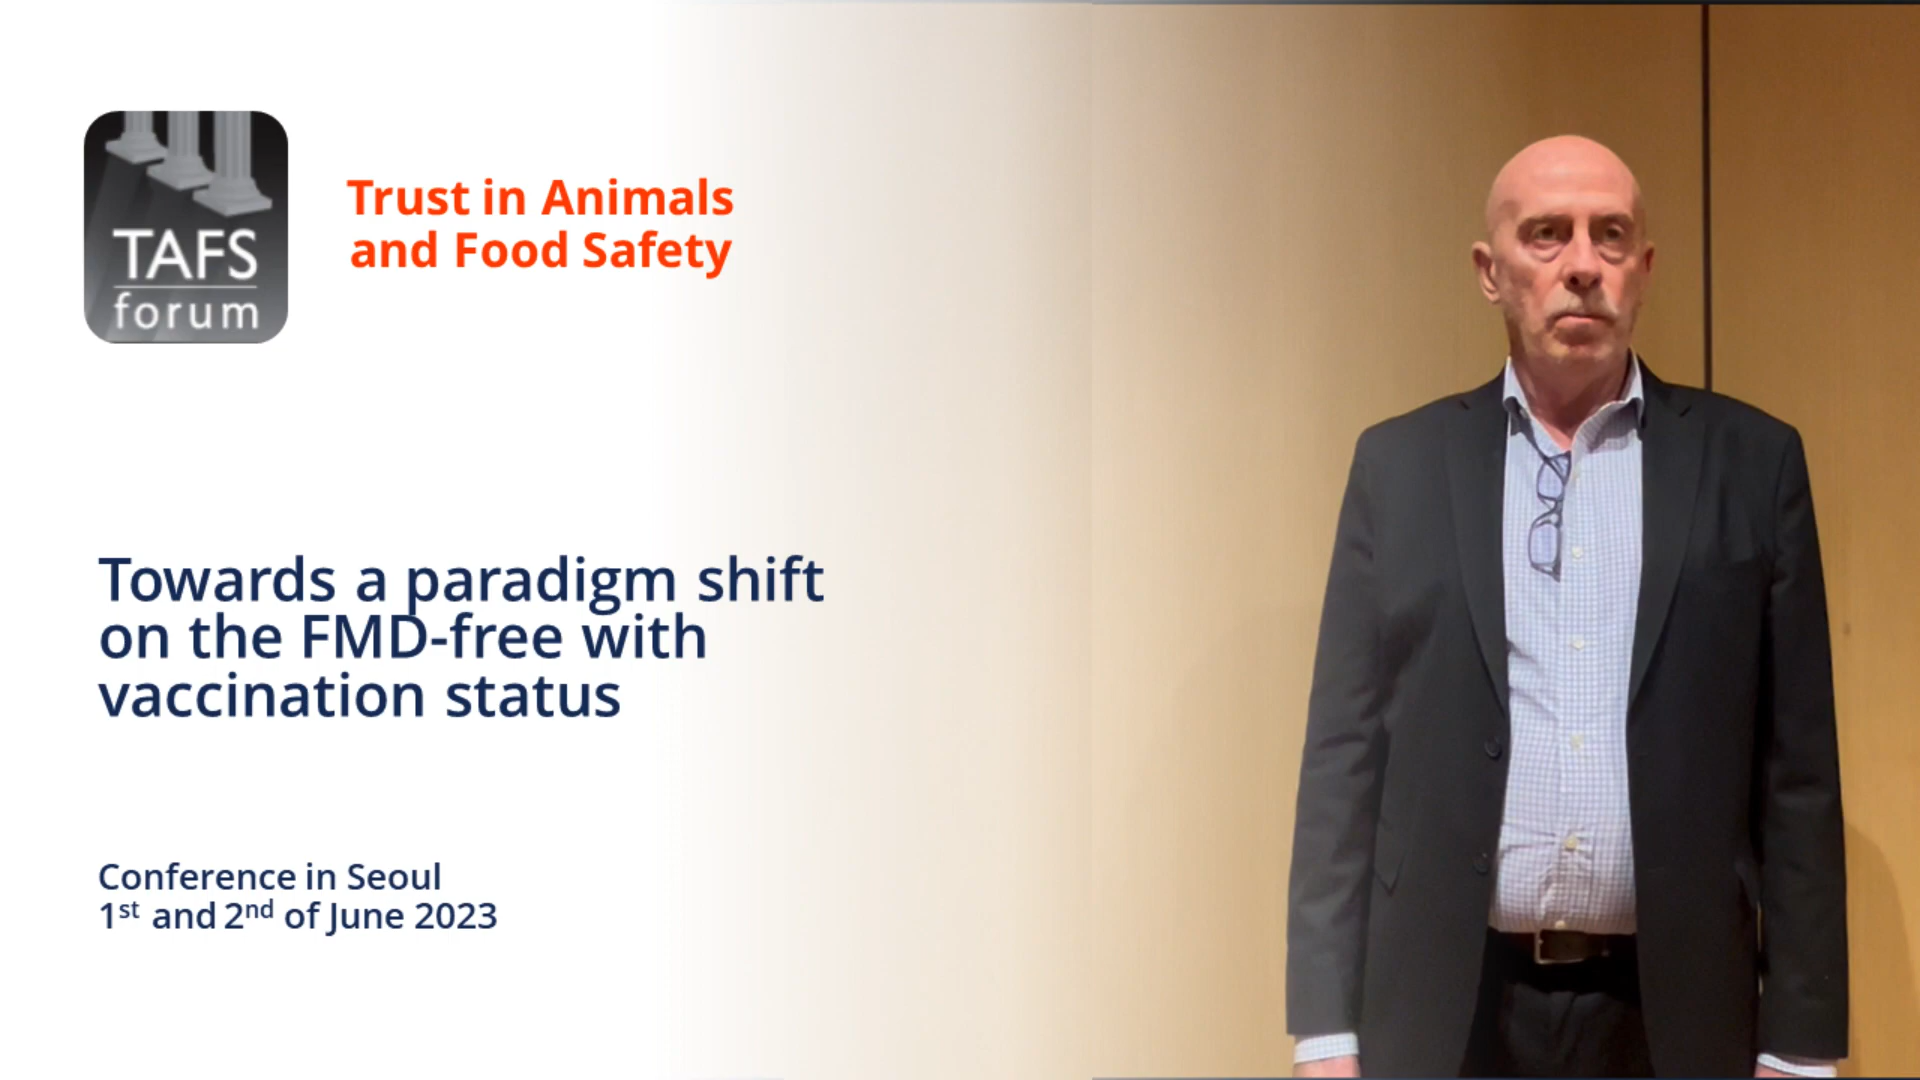 TAFS
forum
Trust in Animals
and Food Safety
Towards a paradigm shift
on the FMD-free with
vaccination status
Conference in Seoul
1st and 2nd of June 2023